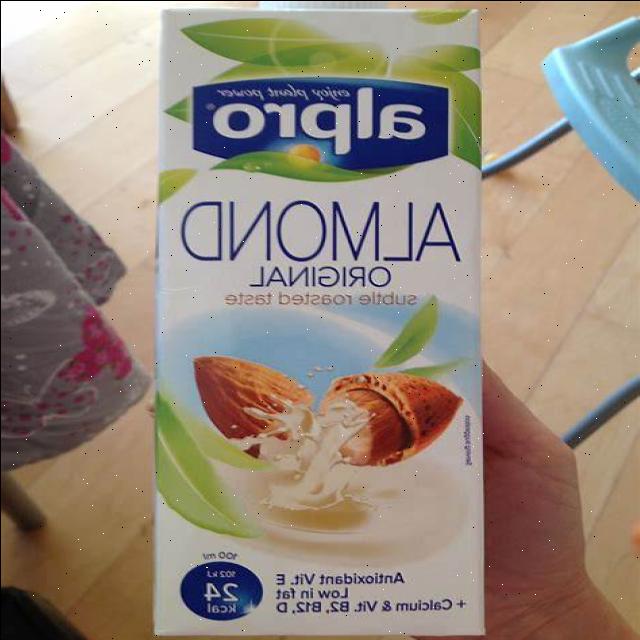 enjoy plant power
alpro®
ALMOND
ORIGINAL
subtle roasted taste
100 ml
102 kJ
24
kcal
Antioxidant Vit. E
Low in fat
+ Calcium & Vit. B2, B12, D